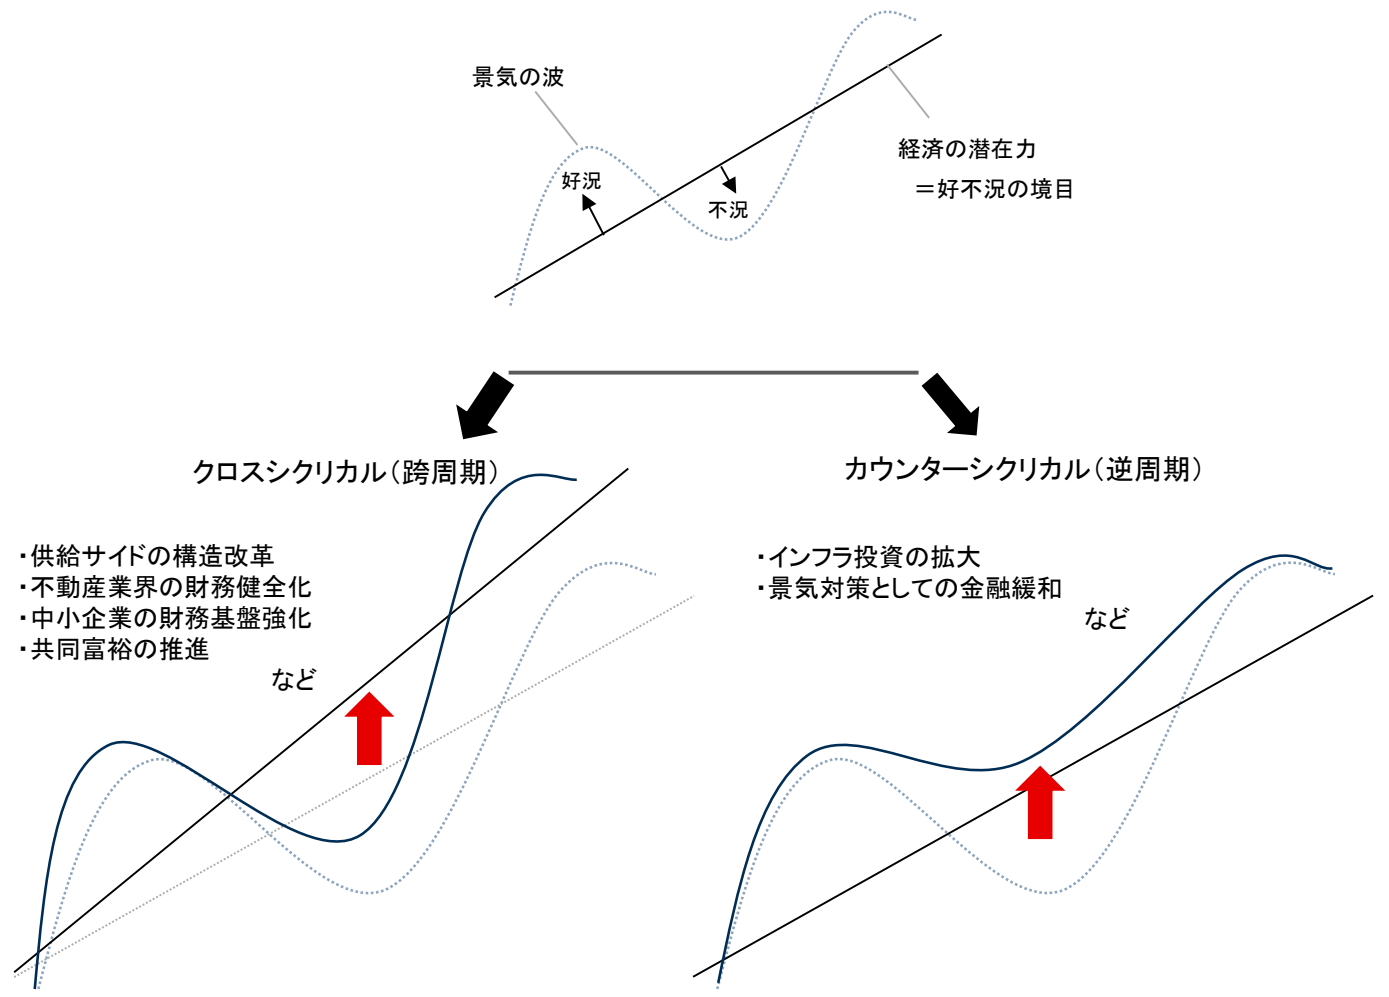 景気の波
経済の潜在力
＝好不況の境目
好況
不況
クロスシクリカル（跨周期）
・供給サイドの構造改革
・不動産業界の財務健全化
・中小企業の財務基盤強化
・共同富裕の推進
など
カウンターシクリカル（逆周期）
・インフラ投資の拡大
・景気対策としての金融緩和
など